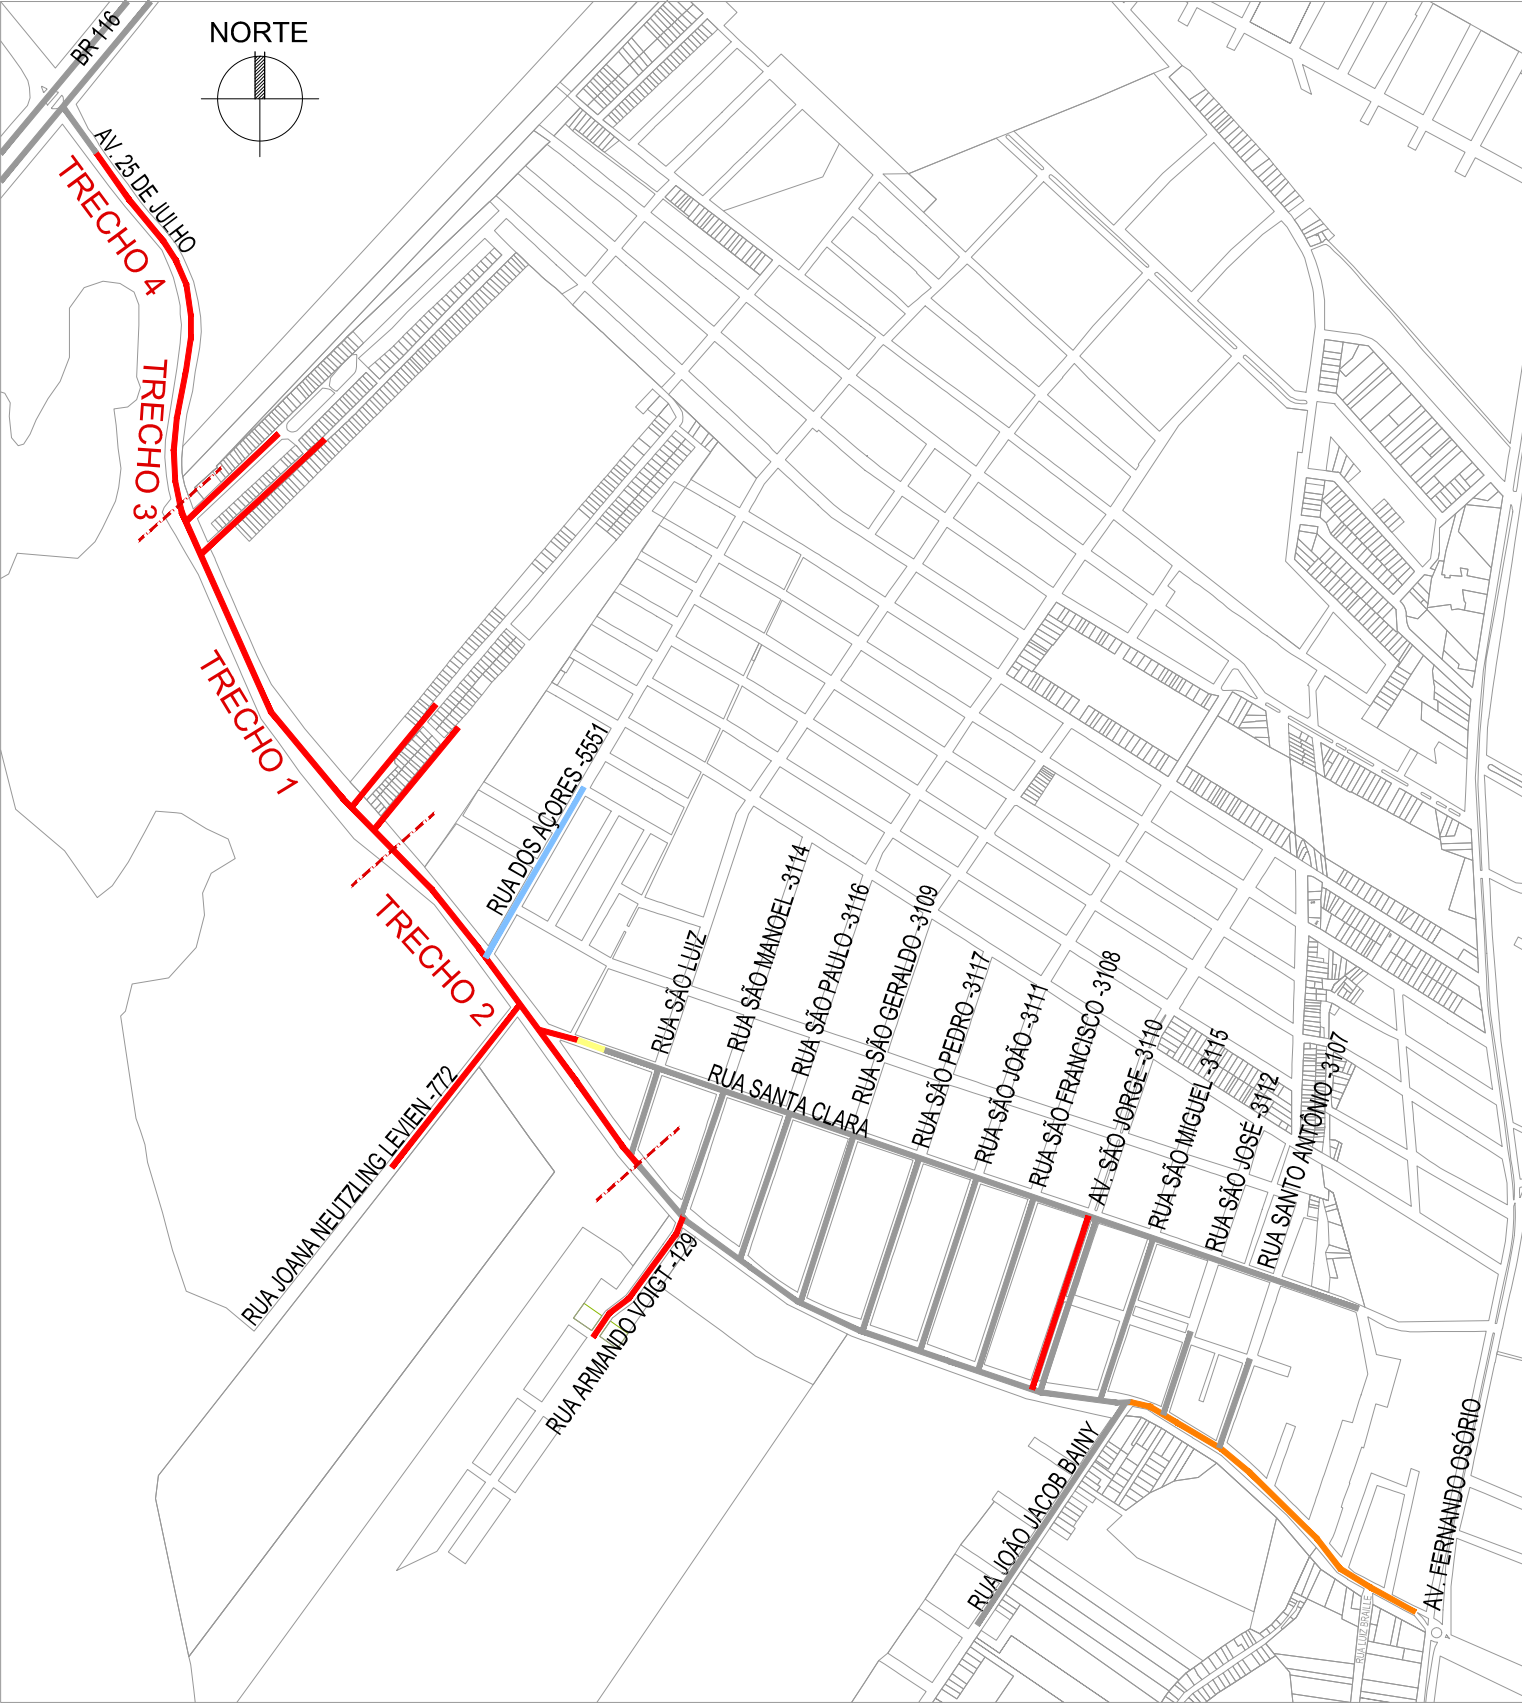 NORTE
BR 116
AV. 25 DE JULHO
TRECHO 4
TRECHO 3
TRECHO 1
TRECHO 2
RUA DOS AÇORES -5551
RUA SÃO LUIZ
RUA SÃO MANOEL -3114
RUA SÃO PAULO -3116
RUA SÃO GERALDO -3109
RUA SÃO PEDRO -3117
RUA SÃO JOÃO -3111
RUA SÃO FRANCISCO -3108
AV. SÃO JORGE -3110
RUA SÃO MIGUEL -3115
RUA SÃO JOSÉ -3112
RUA SANTO ANTÔNIO -3107
RUA SANTA CLARA
RUA JOANA NEUTZLING LEVIEN -772
RUA ARMANDO VOIGT -129
RUA JOÃO JACOB BAINY
AV. FERNANDO OSÓRIO
RUA LUIZ BRAILLE